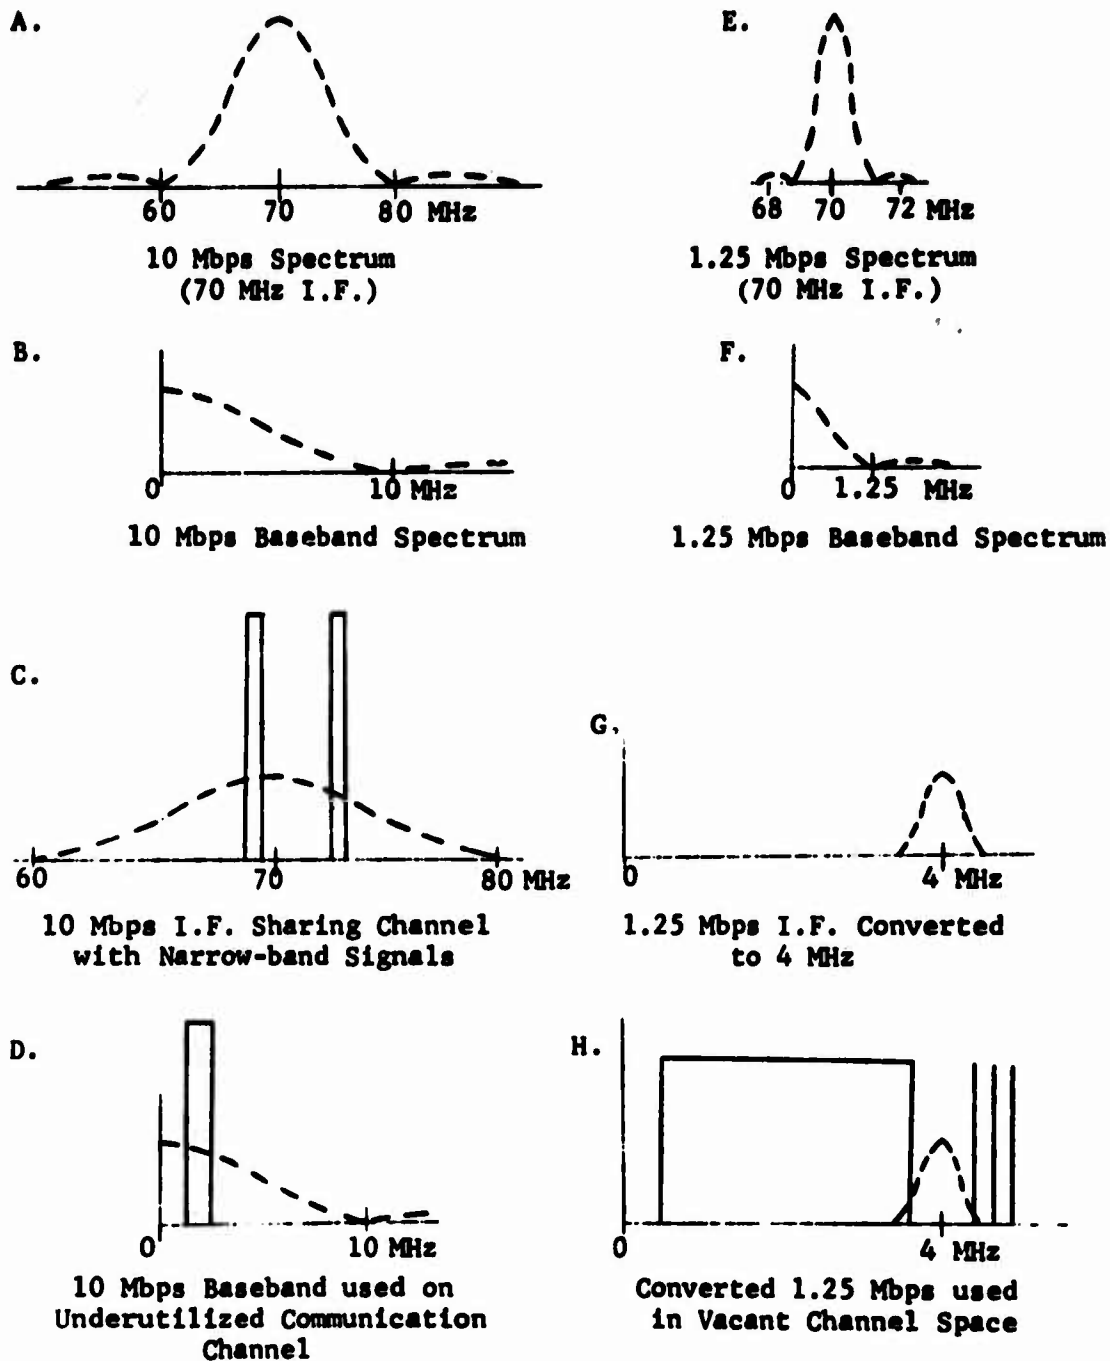 A.
60 70 80 MHz
10 Mbps Spectrum
(70 MHz I.F.)
B.
0 10 MHz
10 Mbps Baseband Spectrum
C.
60 70 80 MHz
10 Mbps I.F. Sharing Channel
with Narrow-band Signals
D.
0 10 MHz
10 Mbps Baseband used on
Underutilized Communication
Channel
E.
68 70 72 MHz
1.25 Mbps Spectrum
(70 MHz I.F.)
F.
0 1.25 MHz
1.25 Mbps Baseband Spectrum
G.
0 4 MHz
1.25 Mbps I.F. Converted
to 4 MHz
H.
0 4 MHz
Converted 1.25 Mbps used
in Vacant Channel Space